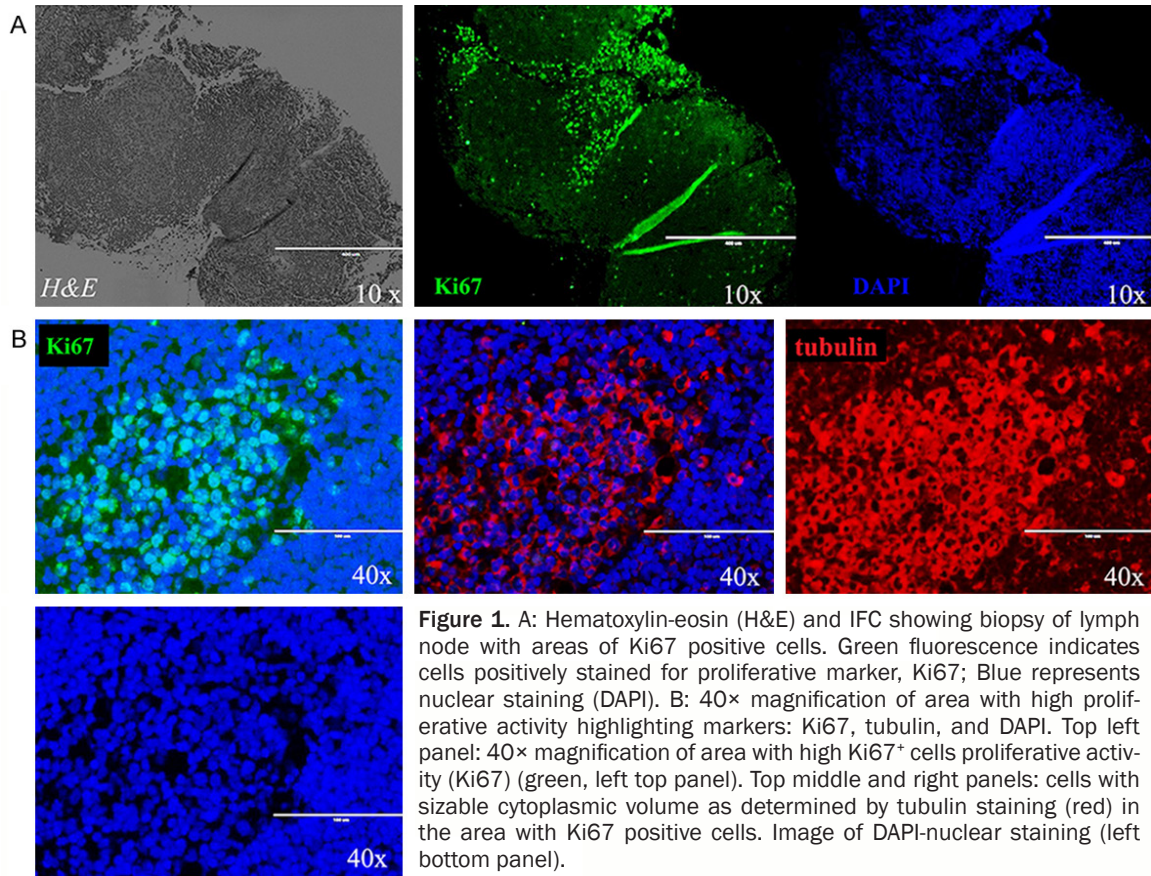 A
H&E
10 x
Ki67
10x
DAPI
10x
B
Ki67
40x
40x
tubulin
40x
40x
Figure 1. A: Hematoxylin-eosin (H&E) and IFC showing biopsy of lymph
node with areas of Ki67 positive cells. Green fluorescence indicates
cells positively stained for proliferative marker, Ki67; Blue represents
nuclear staining (DAPI). B: 40× magnification of area with high prolif-
erative activity highlighting markers: Ki67, tubulin, and DAPI. Top left
panel: 40× magnification of area with high Ki67⁺ cells proliferative activ-
ity (Ki67) (green, left top panel). Top middle and right panels: cells with
sizable cytoplasmic volume as determined by tubulin staining (red) in
the area with Ki67 positive cells. Image of DAPI-nuclear staining (left
bottom panel).